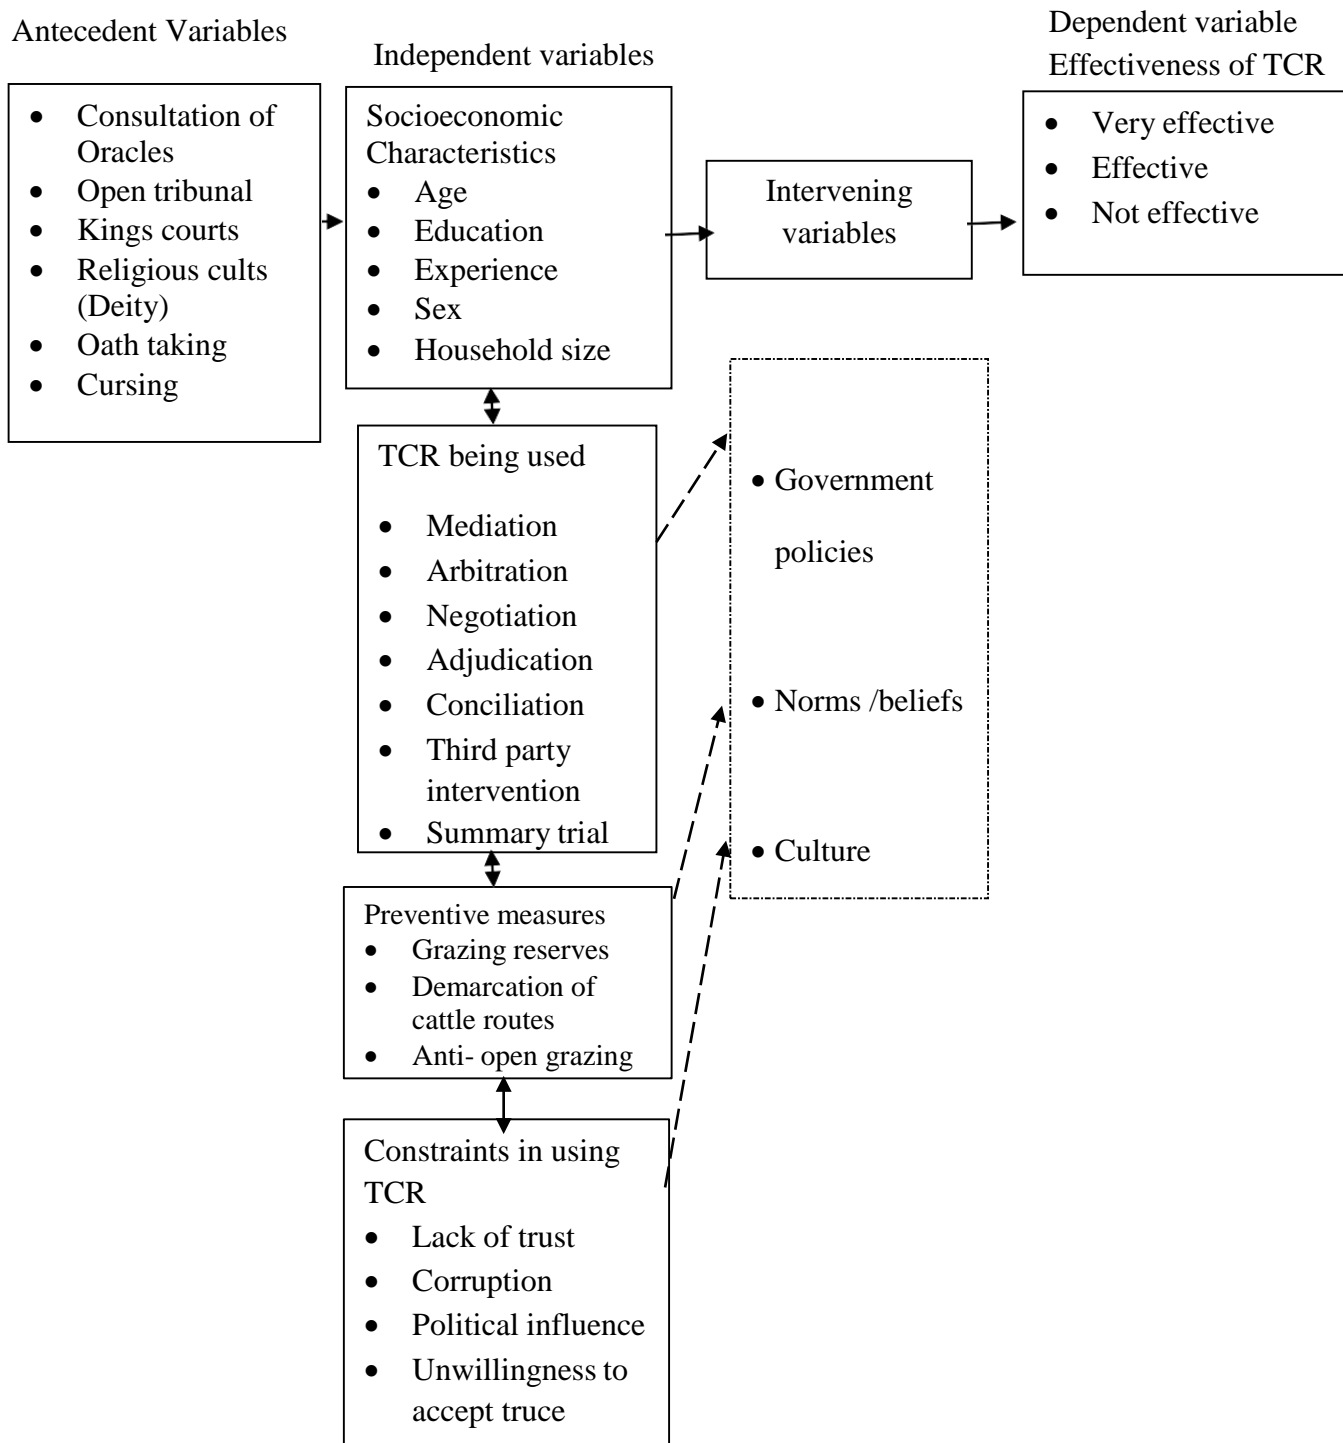 Antecedent Variables
• Consultation of
Oracles
• Open tribunal
• Kings courts
• Religious cults
(Deity)
• Oath taking
• Cursing
Independent variables
Socioeconomic
Characteristics
• Age
• Education
• Experience
• Sex
• Household size
TCR being used
• Mediation
• Arbitration
• Negotiation
• Adjudication
• Conciliation
• Third party
intervention
• Summary trial
Preventive measures
• Grazing reserves
• Demarcation of
cattle routes
• Anti- open grazing
Constraints in using
TCR
• Lack of trust
• Corruption
• Political influence
• Unwillingness to
accept truce
Intervening
variables
• Government
policies
• Norms /beliefs
• Culture
Dependent variable
Effectiveness of TCR
• Very effective
• Effective
• Not effective